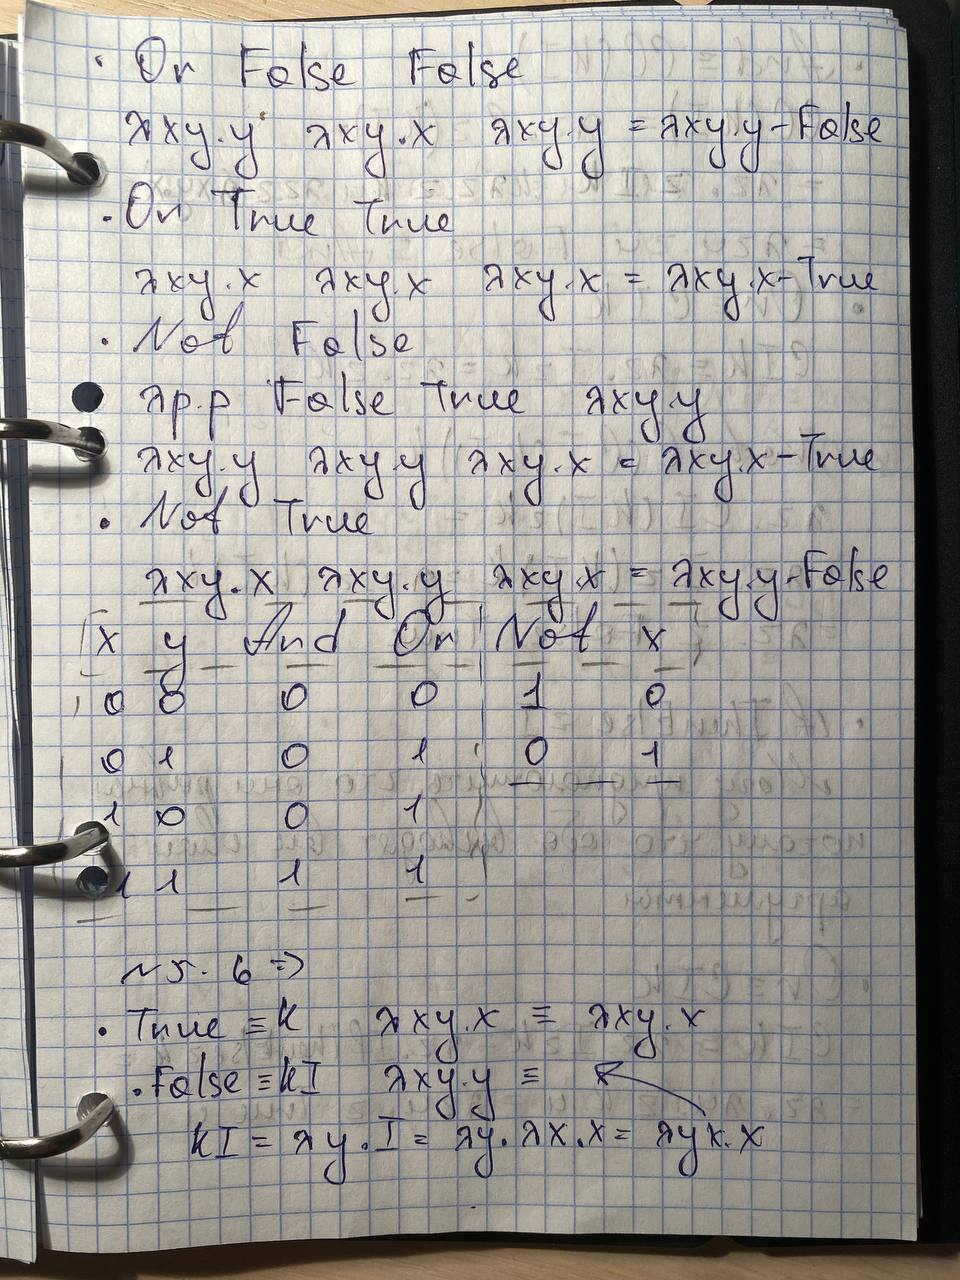 · Or False False
λxy.y λxy.x λxy.y = λxy.y - False
· Or True True
λxy.x λxy.x λxy.x = λxy.x - True
· Not False
λp.p False True λxy.y
λxy.y λxy.y λxy.x = λxy.x - True
· Not True
λxy.x λxy.y λxy.x = λxy.y - False
x y And Or Not x
0 0 0 0 1 0
0 1 0 1 0 1
1 0 0 1
1 1 1 1
N5.6 =>
· True ≡ K λxy.x ≡ λxy.x
· False ≡ KI λxy.y ≡
KI = λy.I = λy.λx.x = λyx.x